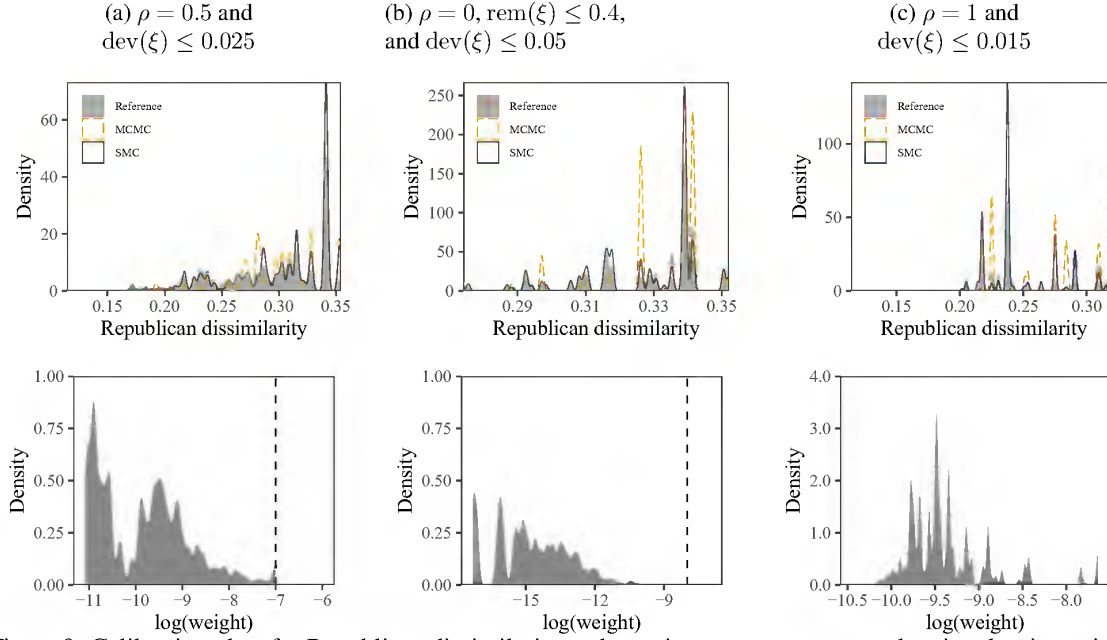 (a) ρ = 0.5 and
dev(ξ) ≤ 0.025
(b) ρ = 0, rem(ξ) ≤ 0.4,
and dev(ξ) ≤ 0.05
(c) ρ = 1 and
dev(ξ) ≤ 0.015
Density
60
40
20
0
Reference
MCMC
SMC
0.15 0.20 0.25 0.30 0.35
Republican dissimilarity
Density
250
200
150
100
50
0
Reference
MCMC
SMC
0.29 0.31 0.33 0.35
Republican dissimilarity
Density
100
50
0
Reference
MCMC
SMC
0.15 0.20 0.25 0.30
Republican dissimilarity
Density
1.00
0.75
0.50
0.25
0.00
−11 −10 −9 −8 −7 −6
log(weight)
Density
1.00
0.75
0.50
0.25
0.00
−15 −12 −9
log(weight)
Density
4.0
3.0
2.0
1.0
0.0
−10.5 −10.0 −9.5 −9.0 −8.5 −8.0
log(weight)